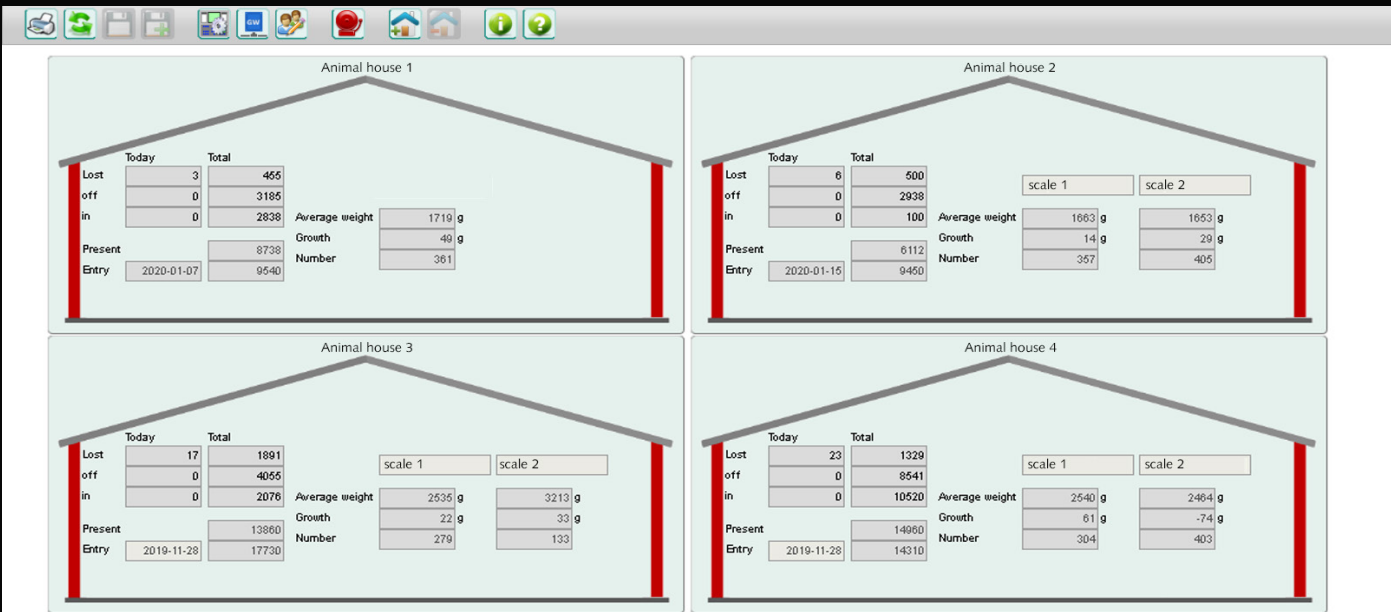 GW
Animal house 1
Today Total
Lost 3 455
off 0 3185
in 0 2838 Average weight 1719 g
Growth 49 g
Present 8738
Number 361
Entry 2020-01-07 9540
Animal house 2
Today Total
Lost 6 500
scale 1 scale 2
off 0 2938
in 0 100 Average weight 1663 g 1653 g
Growth 14 g 29 g
Present 6112
Number 357 405
Entry 2020-01-15 9450
Animal house 3
Today Total
Lost 17 1891
scale 1 scale 2
off 0 4055
in 0 2076 Average weight 2535 g 3213 g
Growth 22 g 33 g
Present 13860
Number 279 133
Entry 2019-11-28 17730
Animal house 4
Today Total
Lost 23 1329
scale 1 scale 2
off 0 8541
in 0 10520 Average weight 2540 g 2464 g
Growth 61 g -74 g
Present 14960
Number 304 403
Entry 2019-11-28 14310